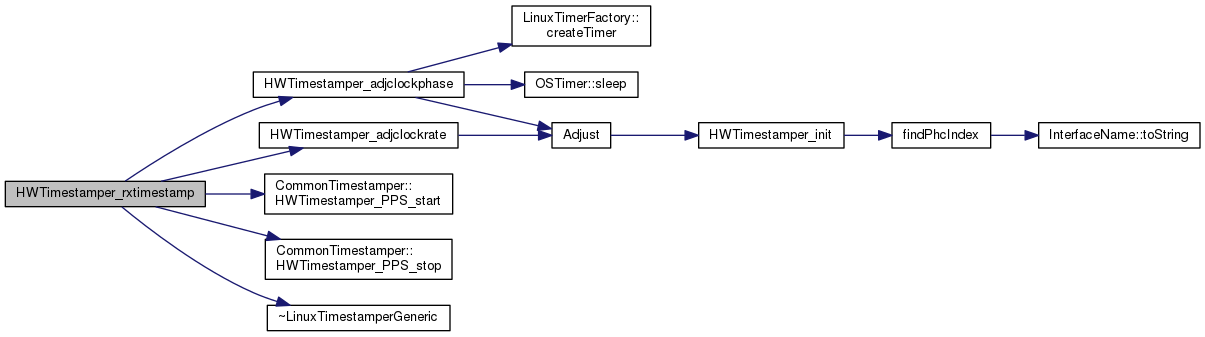 LinuxTimerFactory::
createTimer
HWTimestamper_adjclockphase
OSTimer::sleep
HWTimestamper_adjclockrate
Adjust
HWTimestamper_init
findPhcIndex
InterfaceName::toString
HWTimestamper_rxtimestamp
CommonTimestamper::
HWTimestamper_PPS_start
CommonTimestamper::
HWTimestamper_PPS_stop
~LinuxTimestamperGeneric